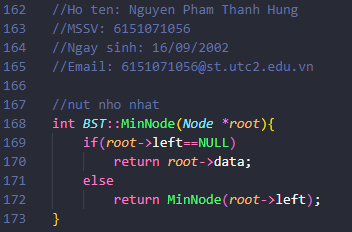 162 //Ho ten: Nguyen Pham Thanh Hung
163 //MSSV: 6151071056
164 //Ngay sinh: 16/09/2002
165 //Email: 6151071056@st.utc2.edu.vn
166
167 //nut nho nhat
168 int BST::MinNode(Node *root){
169     if(root->left==NULL)
170         return root->data;
171     else
172         return MinNode(root->left);
173 }